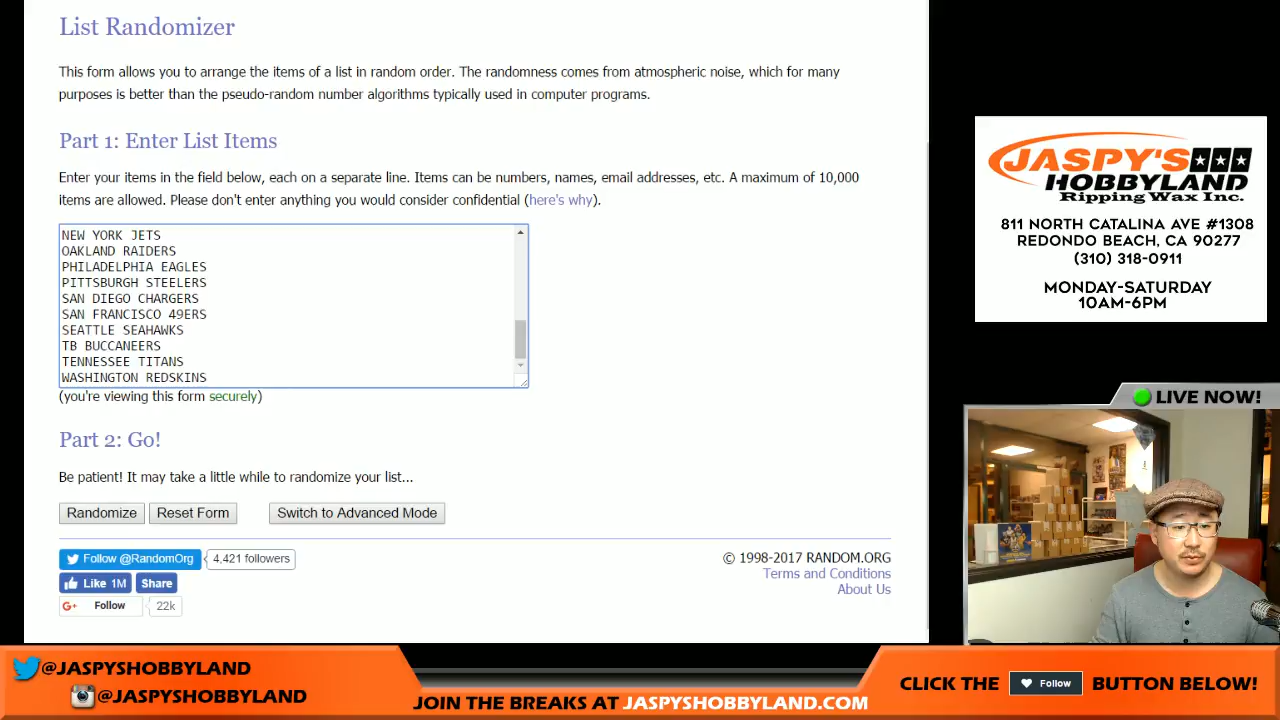 List Randomizer
This form allows you to arrange the items of a list in random order. The randomness comes from atmospheric noise, which for many
purposes is better than the pseudo-random number algorithms typically used in computer programs.
Part 1: Enter List Items
Enter your items in the field below, each on a separate line. Items can be numbers, names, email addresses, etc. A maximum of 10,000
items are allowed. Please don't enter anything you would consider confidential (here's why).
NEW YORK JETS
OAKLAND RAIDERS
PHILADELPHIA EAGLES
PITTSBURGH STEELERS
SAN DIEGO CHARGERS
SAN FRANCISCO 49ERS
SEATTLE SEAHAWKS
TB BUCCANEERS
TENNESSEE TITANS
WASHINGTON REDSKINS
(you're viewing this form securely)
Part 2: Go!
Be patient! It may take a little while to randomize your list...
Randomize Reset Form Switch to Advanced Mode
Follow @RandomOrg 4,421 followers
Like 1M Share
G+ Follow 22k
© 1998-2017 RANDOM.ORG
Terms and Conditions
About Us
JASPY'S
HOBBYLAND
Ripping Wax Inc.
811 NORTH CATALINA AVE #1308
REDONDO BEACH, CA 90277
(310) 318-0911
MONDAY-SATURDAY
10AM-6PM
LIVE NOW!
@JASPYSHOBBYLAND
@JASPYSHOBBYLAND
JOIN THE BREAKS AT JASPYSHOBBYLAND.COM
CLICK THE Follow BUTTON BELOW!